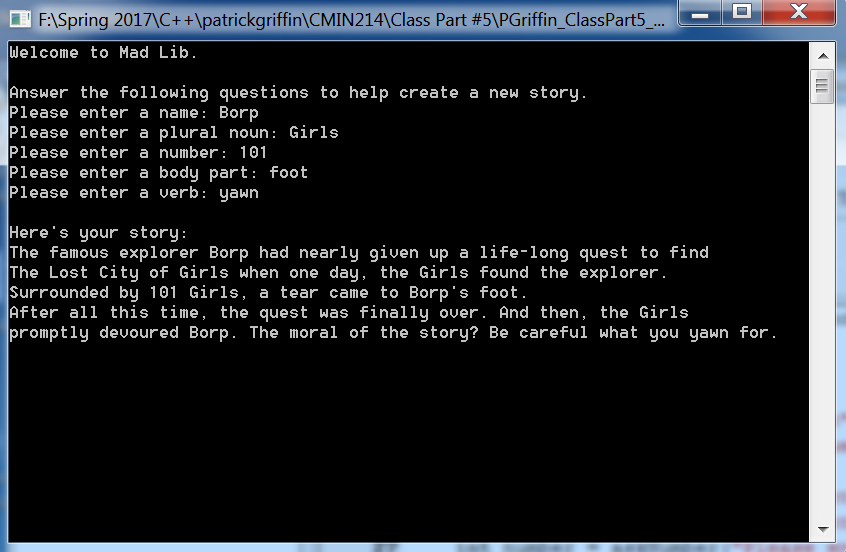 F:\Spring 2017\C++\patrickgriffin\CMIN214\Class Part #5\PGriffin_ClassPart5_...
Welcome to Mad Lib.
Answer the following questions to help create a new story.
Please enter a name: Borp
Please enter a plural noun: Girls
Please enter a number: 101
Please enter a body part: foot
Please enter a verb: yawn
Here's your story:
The famous explorer Borp had nearly given up a life-long quest to find
The Lost City of Girls when one day, the Girls found the explorer.
Surrounded by 101 Girls, a tear came to Borp's foot.
After all this time, the quest was finally over. And then, the Girls
promptly devoured Borp. The moral of the story? Be careful what you yawn for.